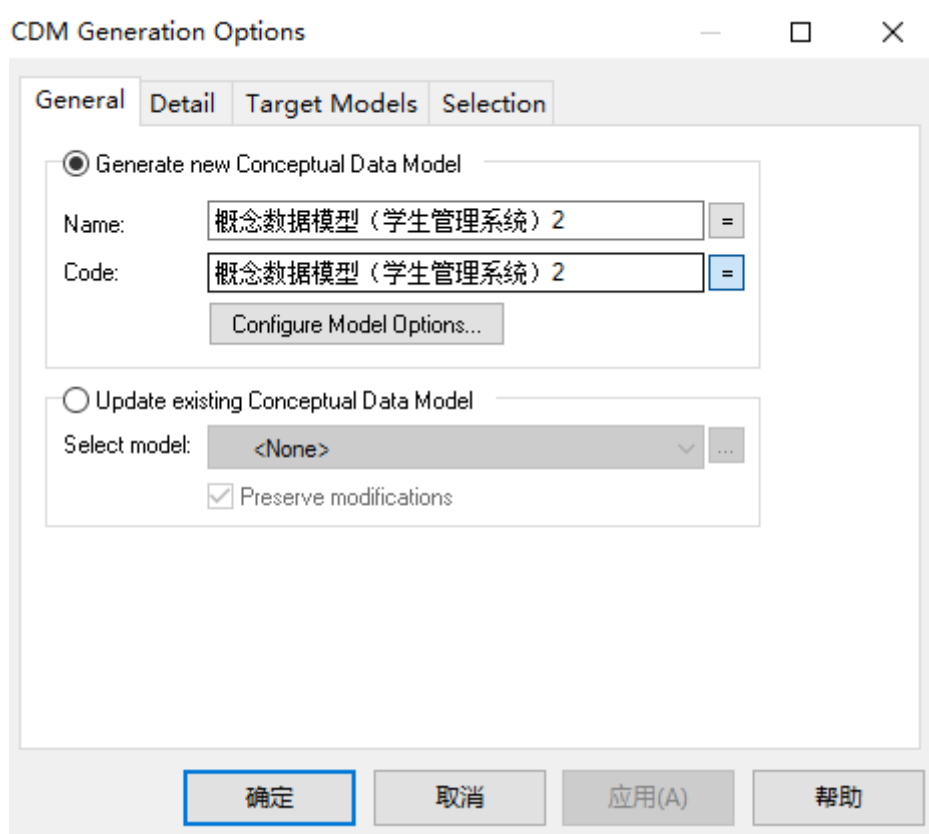 CDM Generation Options
General Detail Target Models Selection
Generate new Conceptual Data Model
Name: 概念数据模型（学生管理系统）2 =
Code: 概念数据模型（学生管理系统）2 =
Configure Model Options...
Update existing Conceptual Data Model
Select model: <None> ...
Preserve modifications
确定 取消 应用(A) 帮助